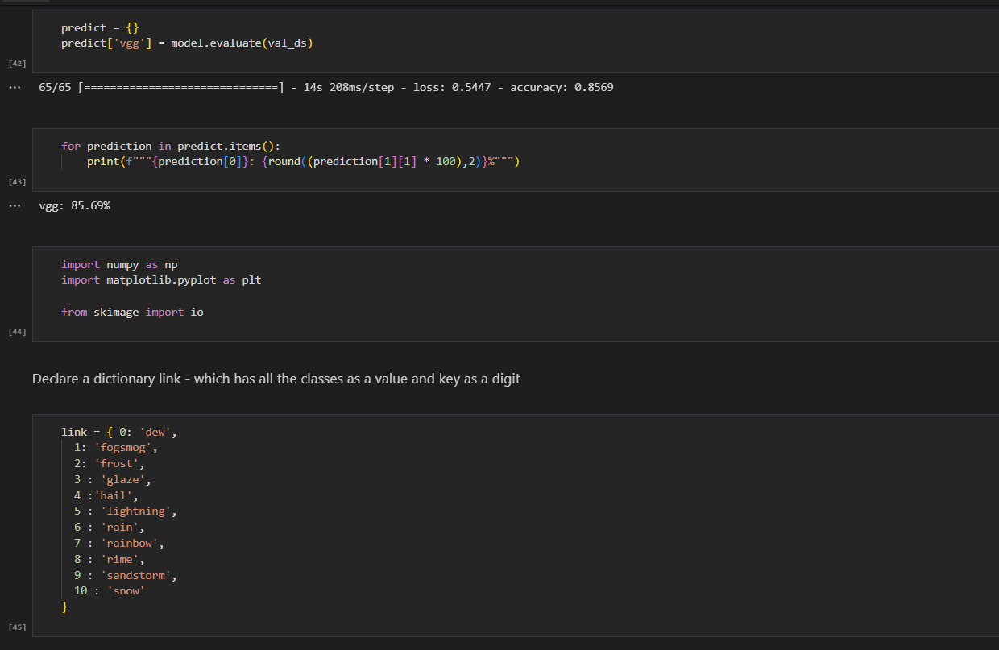 predict = {}
predict['vgg'] = model.evaluate(val_ds)
[42]
... 65/65 [==============================] - 14s 208ms/step - loss: 0.5447 - accuracy: 0.8569
for prediction in predict.items():
    print(f"""{prediction[0]}: {round((prediction[1][1] * 100),2)}%""")
[43]
... vgg: 85.69%
import numpy as np
import matplotlib.pyplot as plt
from skimage import io
[44]
Declare a dictionary link - which has all the classes as a value and key as a digit
link = { 0: 'dew',
  1: 'fogsmog',
  2: 'frost',
  3 : 'glaze',
  4 :'hail',
  5 : 'lightning',
  6 : 'rain',
  7 : 'rainbow',
  8 : 'rime',
  9 : 'sandstorm',
  10 : 'snow'
}
[45]